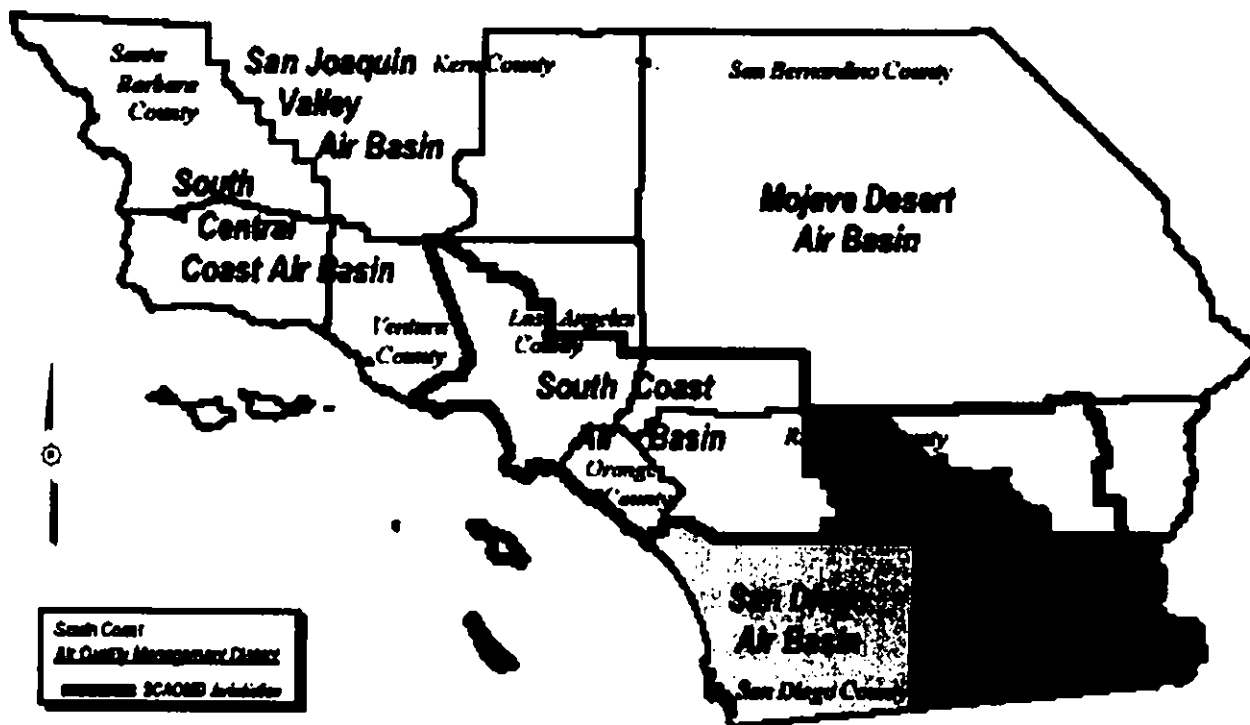 Santa
Barbara
County
San Joaquin
Valley
Air Basin
Kern County
San Bernardino County
South
Central
Coast Air Basin
Mojave Desert
Air Basin
Ventura
County
Los Angeles
County
South Coast
Air Basin
Orange
County
San Diego
Air Basin
San Diego County
South Coast
Air Quality Management District
SCAQMD Jurisdiction